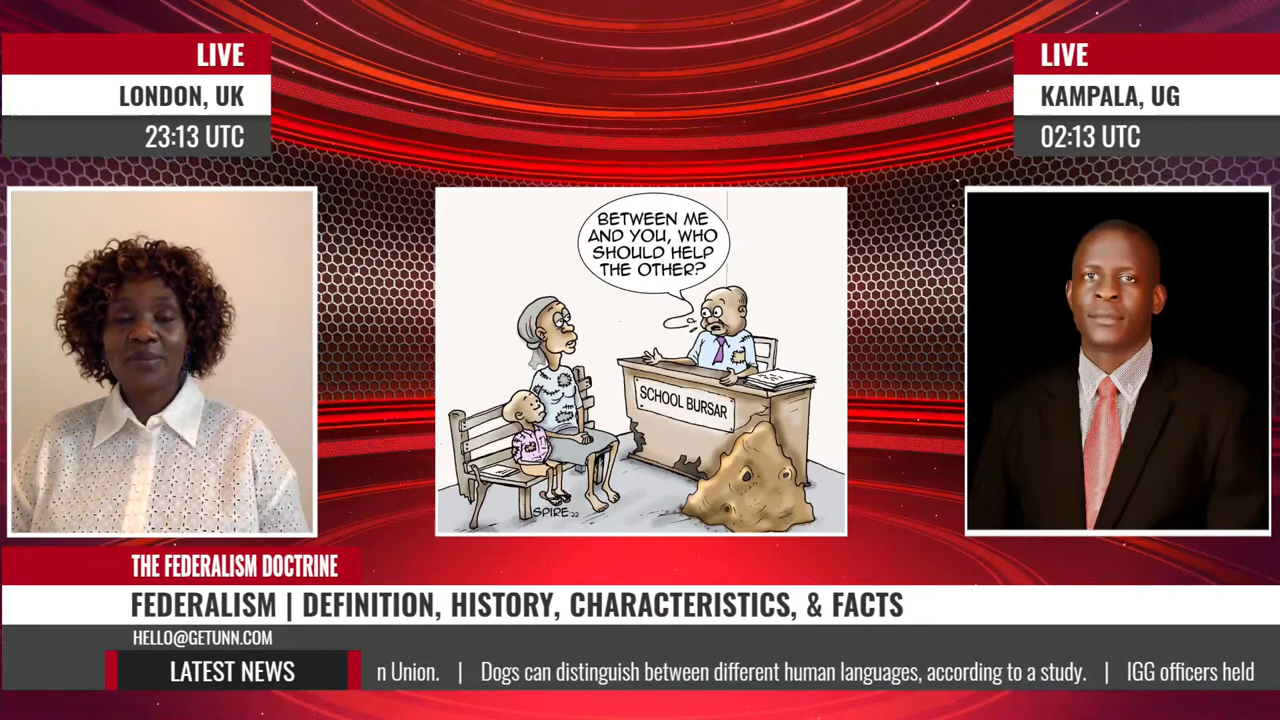 LIVE
LONDON, UK
23:13 UTC
LIVE
KAMPALA, UG
02:13 UTC
BETWEEN ME
AND YOU, WHO
SHOULD HELP
THE OTHER?
SCHOOL BURSAR
SPIRE 22
THE FEDERALISM DOCTRINE
FEDERALISM | DEFINITION, HISTORY, CHARACTERISTICS, & FACTS
HELLO@GETUNN.COM
LATEST NEWS
n Union. | Dogs can distinguish between different human languages, according to a study. | IGG officers held